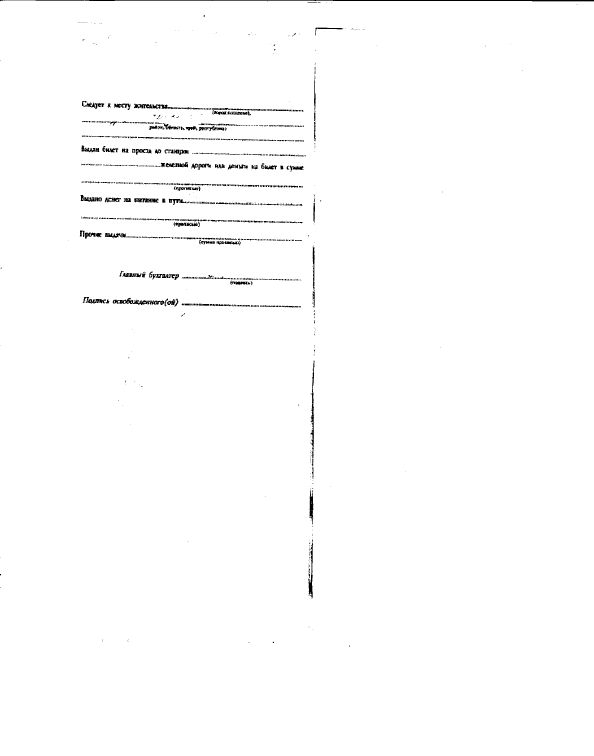 Следует к месту жительства
(город, селение),
район, область, край, республика)
Выдан билет на проезд до станции
железной дороги или деньги на билет в сумме
(прописью)
Выдано денег на питание в пути
(прописью)
Прочие выдачи
(сумма прописью)
Главный бухгалтер
(подпись)
Подпись освобожденного(ой)